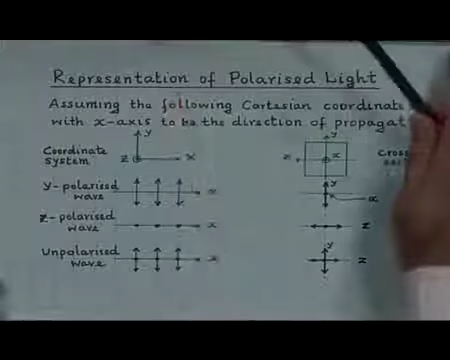 Representation of Polarised Light
Assuming the following Cartesian coordinate
with x-axis to be the direction of propagat
Coordinate System
y
z
x
y
z
x
Cros
y-polarised wave
x
y
x
z-polarised wave
x
z
Unpolarised wave
x
y
z